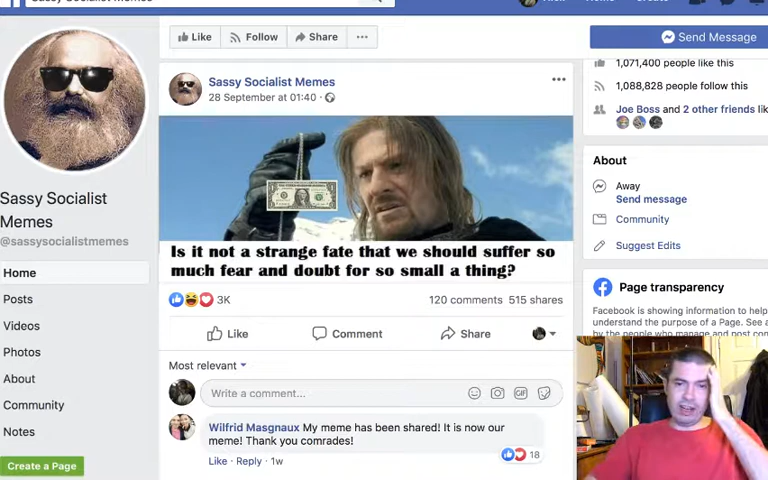 Like
Follow
Share
Send Message
Sassy Socialist Memes
28 September at 01:40
Is it not a strange fate that we should suffer so
much fear and doubt for so small a thing?
3K
120 comments 515 shares
Like
Comment
Share
Most relevant
Write a comment...
GIF
Wilfrid Masgnaux My meme has been shared! It is now our
meme! Thank you comrades!
18
Like · Reply · 1w
Sassy Socialist
Memes
@sassysocialistmemes
Home
Posts
Videos
Photos
About
Community
Notes
Create a Page
1,071,400 people like this
1,088,828 people follow this
Joe Boss and 2 other friends lik
About
Away
Send message
Community
Suggest Edits
Page transparency
Facebook is showing information to help
understand the purpose of a Page. See a